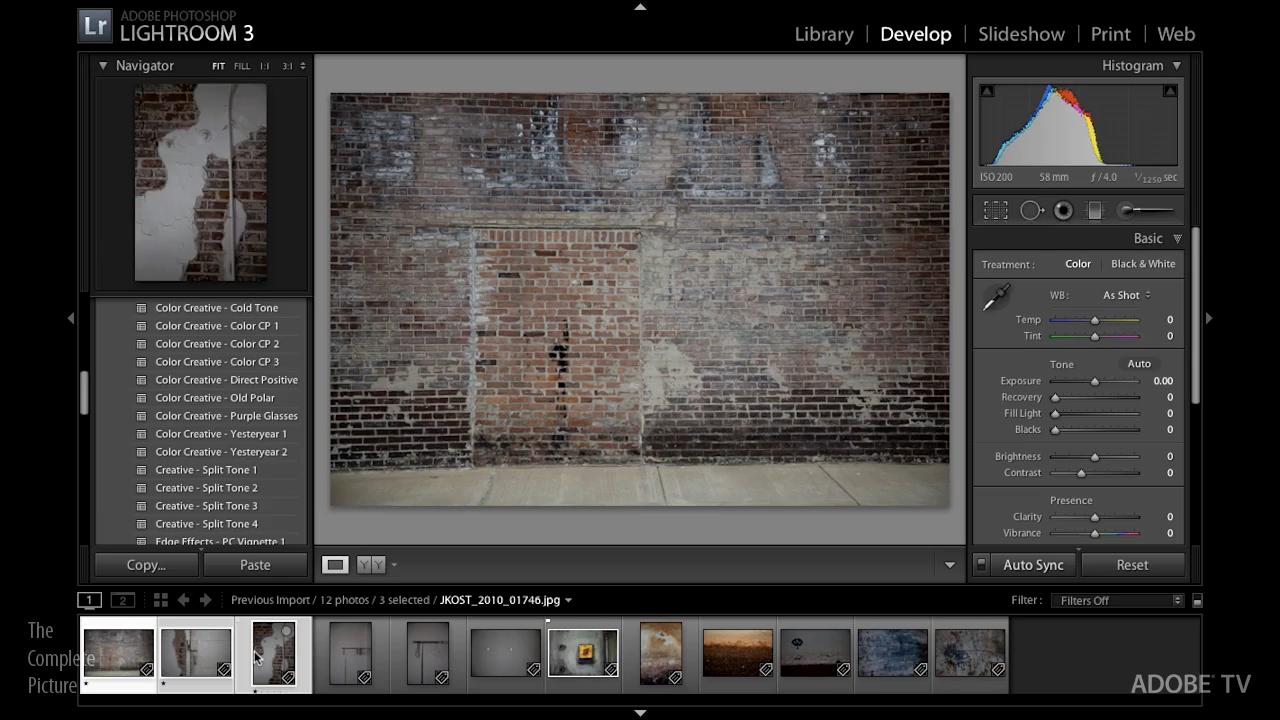 Lr
ADOBE PHOTOSHOP
LIGHTROOM 3
Library | Develop | Slideshow | Print | Web
Navigator FIT FILL 1:1 3:1
Histogram
ISO 200 58 mm ƒ / 4.0 1/1250 sec
Basic
Treatment : Color Black & White
WB : As Shot
Temp 0
Tint 0
Tone Auto
Exposure 0.00
Recovery 0
Fill Light 0
Blacks 0
Brightness 0
Contrast 0
Presence
Clarity 0
Vibrance 0
Color Creative - Cold Tone
Color Creative - Color CP 1
Color Creative - Color CP 2
Color Creative - Color CP 3
Color Creative - Direct Positive
Color Creative - Old Polar
Color Creative - Purple Glasses
Color Creative - Yesteryear 1
Color Creative - Yesteryear 2
Creative - Split Tone 1
Creative - Split Tone 2
Creative - Split Tone 3
Creative - Split Tone 4
Edge Effects - PC Vignette 1
Copy... Paste
Y Y
Auto Sync Reset
1 2 Previous Import / 12 photos / 3 selected / JKOST_2010_01746.jpg
Filter : Filters Off
The
Complete
Picture
ADOBE® TV